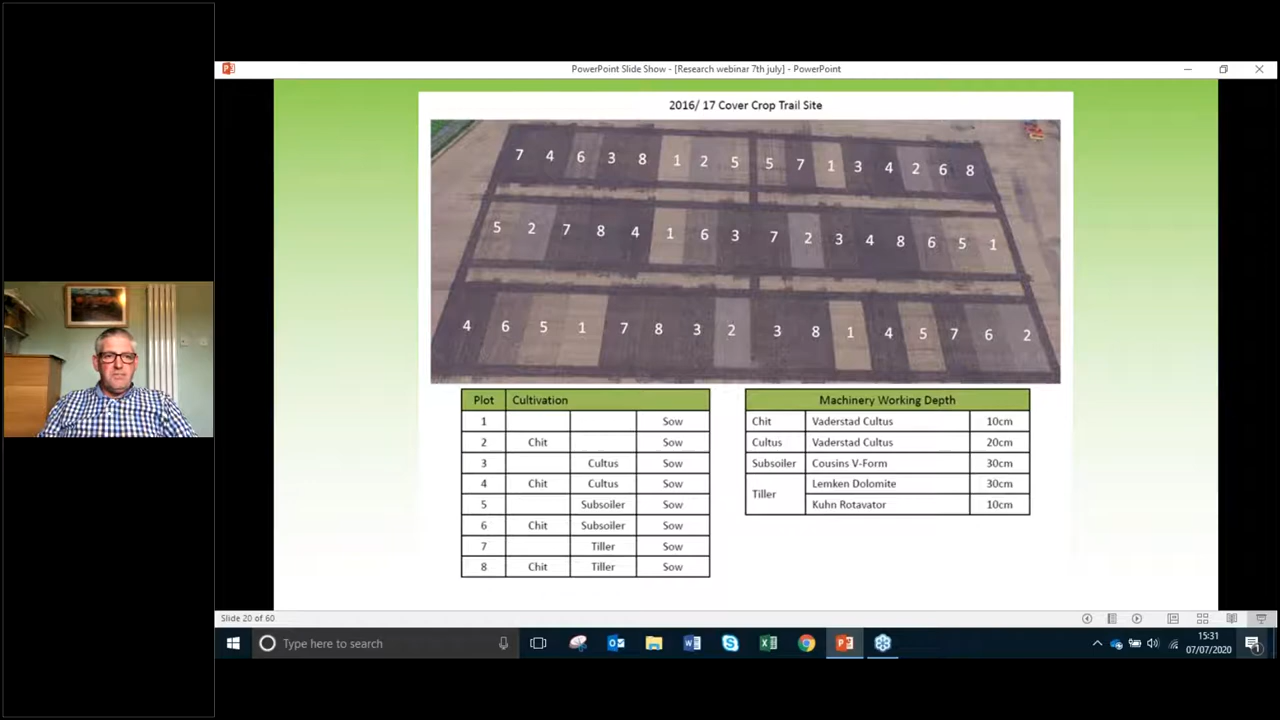 PowerPoint Slide Show - [Research webinar 7th july] - PowerPoint
2016/ 17 Cover Crop Trail Site
7 4 6 3 8 1 2 5 5 7 1 3 4 2 6 8
5 2 7 8 4 1 6 3 7 2 3 4 8 6 5 1
4 6 5 1 7 8 3 2 3 8 1 4 5 7 6 2
Plot Cultivation
1 Sow
2 Chit Sow
3 Cultus Sow
4 Chit Cultus Sow
5 Subsoiler Sow
6 Chit Subsoiler Sow
7 Tiller Sow
8 Chit Tiller Sow
Machinery Working Depth
Chit Vaderstad Cultus 10cm
Cultus Vaderstad Cultus 20cm
Subsoiler Cousins V-Form 30cm
Tiller Lemken Dolomite 30cm
Kuhn Rotavator 10cm
Slide 20 of 60
Type here to search
15:31
07/07/2020
1